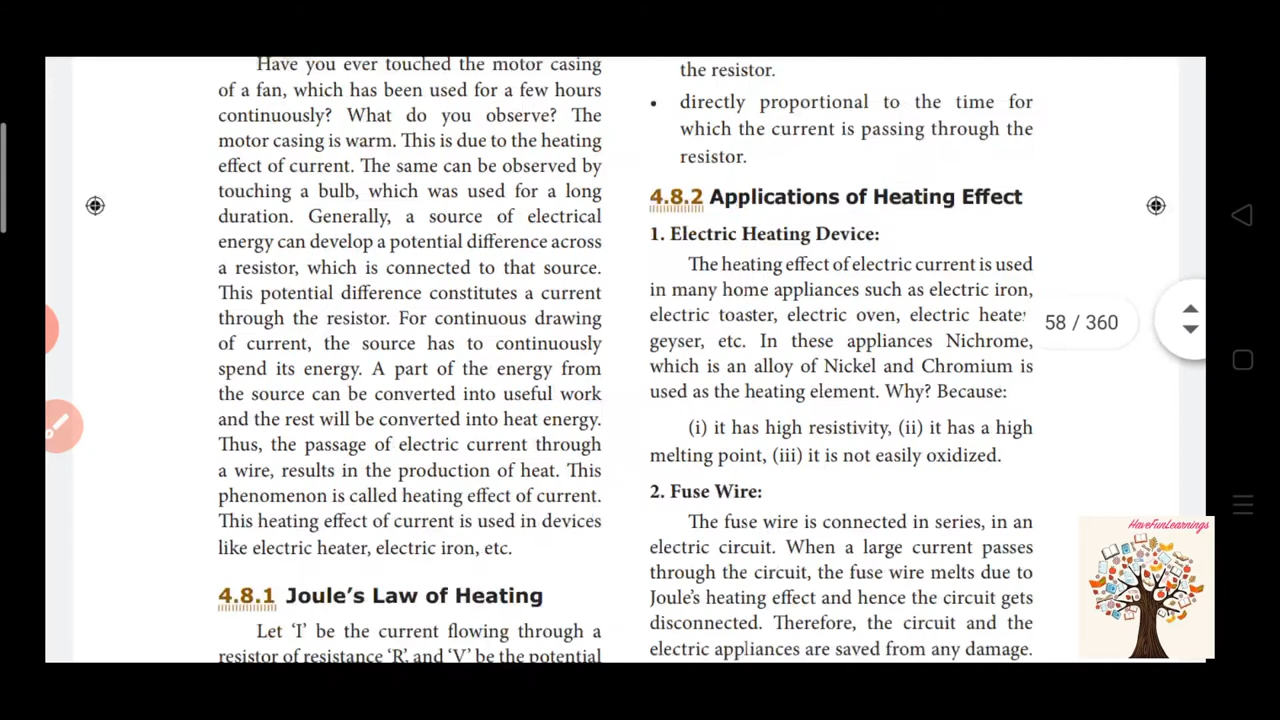 Have you ever touched the motor casing
of a fan, which has been used for a few hours
continuously? What do you observe? The
motor casing is warm. This is due to the heating
effect of current. The same can be observed by
touching a bulb, which was used for a long
duration. Generally, a source of electrical
energy can develop a potential difference across
a resistor, which is connected to that source.
This potential difference constitutes a current
through the resistor. For continuous drawing
of current, the source has to continuously
spend its energy. A part of the energy from
the source can be converted into useful work
and the rest will be converted into heat energy.
Thus, the passage of electric current through
a wire, results in the production of heat. This
phenomenon is called heating effect of current.
This heating effect of current is used in devices
like electric heater, electric iron, etc.
4.8.1 Joule’s Law of Heating
Let ‘I’ be the current flowing through a
resistor of resistance ‘R’, and ‘V’ be the potential
the resistor.
• directly proportional to the time for
which the current is passing through the
resistor.
4.8.2 Applications of Heating Effect
1. Electric Heating Device:
The heating effect of electric current is used
in many home appliances such as electric iron,
electric toaster, electric oven, electric heater
geyser, etc. In these appliances Nichrome,
which is an alloy of Nickel and Chromium is
used as the heating element. Why? Because:
(i) it has high resistivity, (ii) it has a high
melting point, (iii) it is not easily oxidized.
2. Fuse Wire:
The fuse wire is connected in series, in an
electric circuit. When a large current passes
through the circuit, the fuse wire melts due to
Joule’s heating effect and hence the circuit gets
disconnected. Therefore, the circuit and the
electric appliances are saved from any damage.
58 / 360
HaveFunLearnings